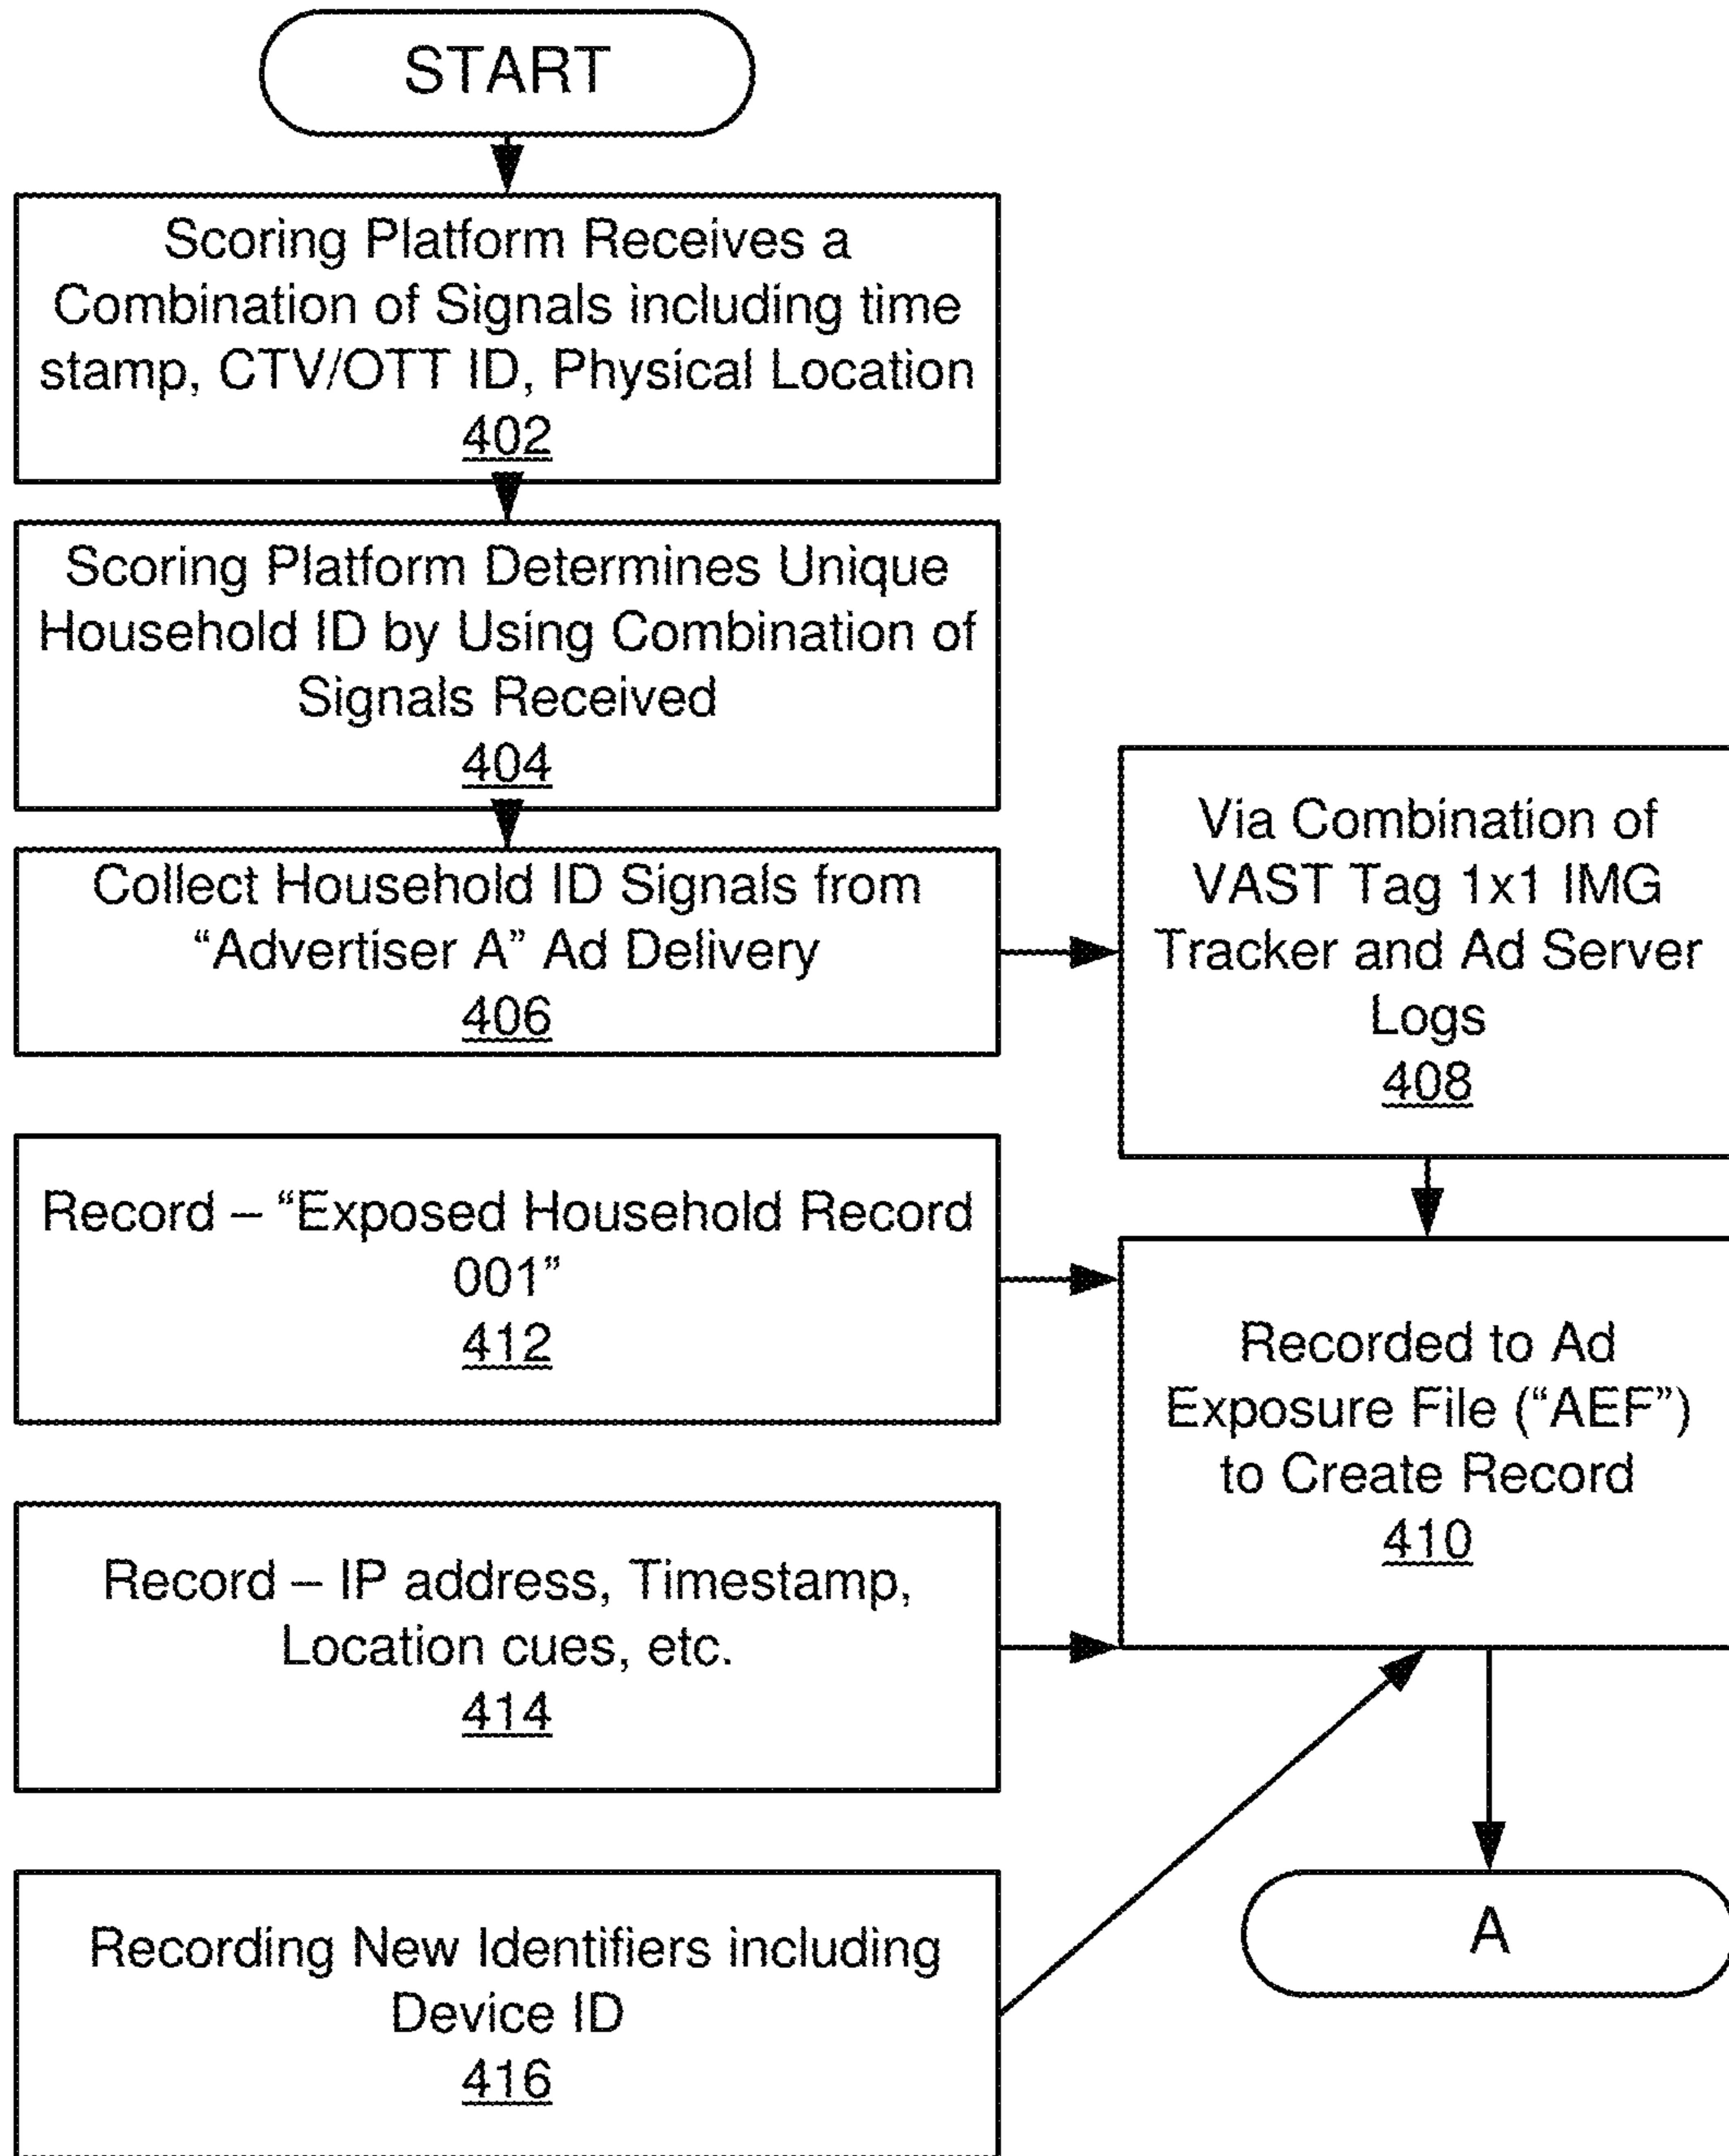 START
Scoring Platform Receives a
Combination of Signals including time
stamp, CTV/OTT ID, Physical Location
402
Scoring Platform Determines Unique
Household ID by Using Combination of
Signals Received
404
Collect Household ID Signals from
“Advertiser A” Ad Delivery
406
Via Combination of
VAST Tag 1x1 IMG
Tracker and Ad Server
Logs
408
Record – “Exposed Household Record
001”
412
Recorded to Ad
Exposure File (“AEF”)
to Create Record
410
Record – IP address, Timestamp,
Location cues, etc.
414
Recording New Identifiers including
Device ID
416
A